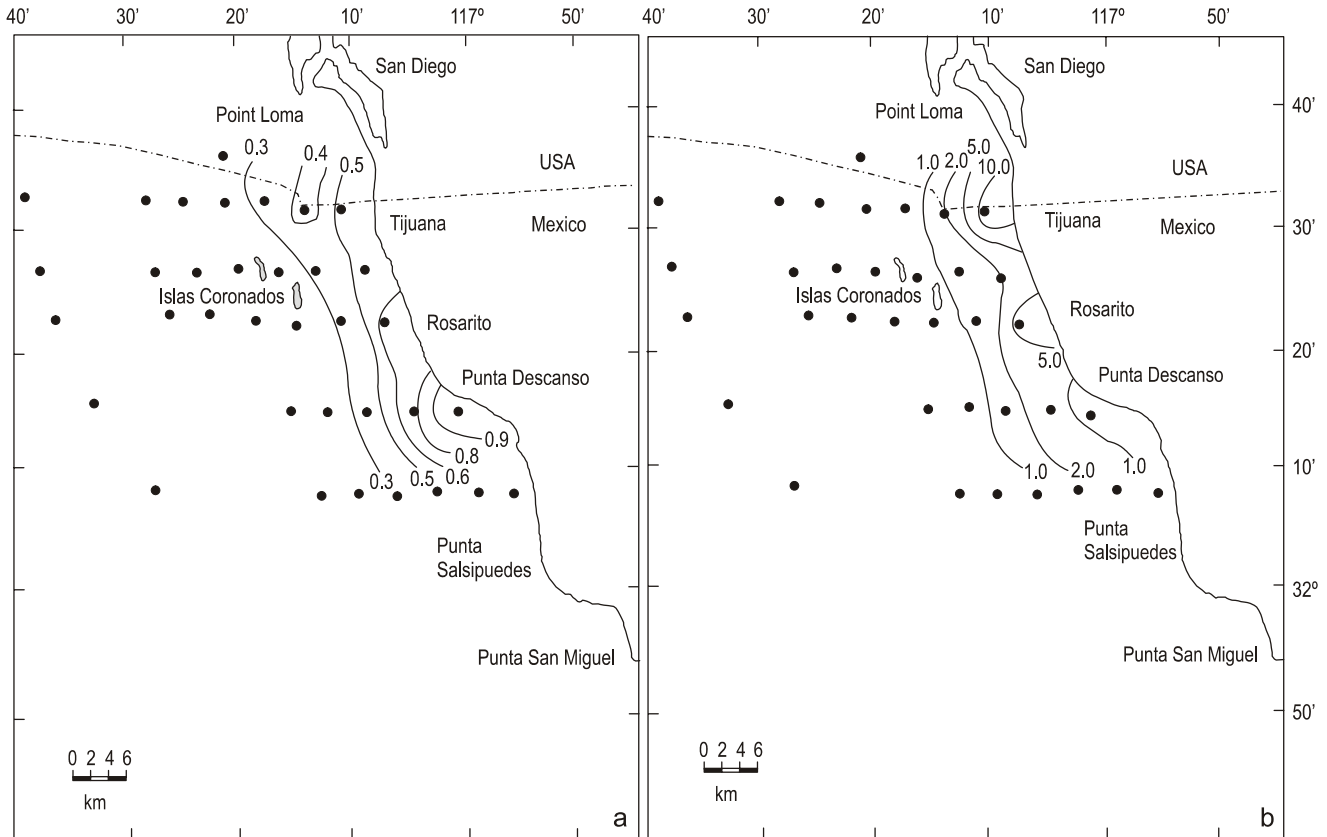 40' 30' 20' 10' 117º 50'
San Diego
Point Loma
0.3 0.4 0.5
USA
Tijuana
Mexico
Islas Coronados
Rosarito
Punta Descanso
0.9
0.8
0.3 0.5 0.6
Punta
Salsipuedes
Punta San Miguel
0 2 4 6
km
a
40' 30' 20' 10' 117º 50'
San Diego
40'
Point Loma
5.0
1.0 2.0 10.0
USA
Tijuana
Mexico
30'
Islas Coronados
Rosarito
20'
5.0
Punta Descanso
10'
1.0 2.0 1.0
Punta
Salsipuedes
32º
Punta San Miguel
50'
0 2 4 6
km
b